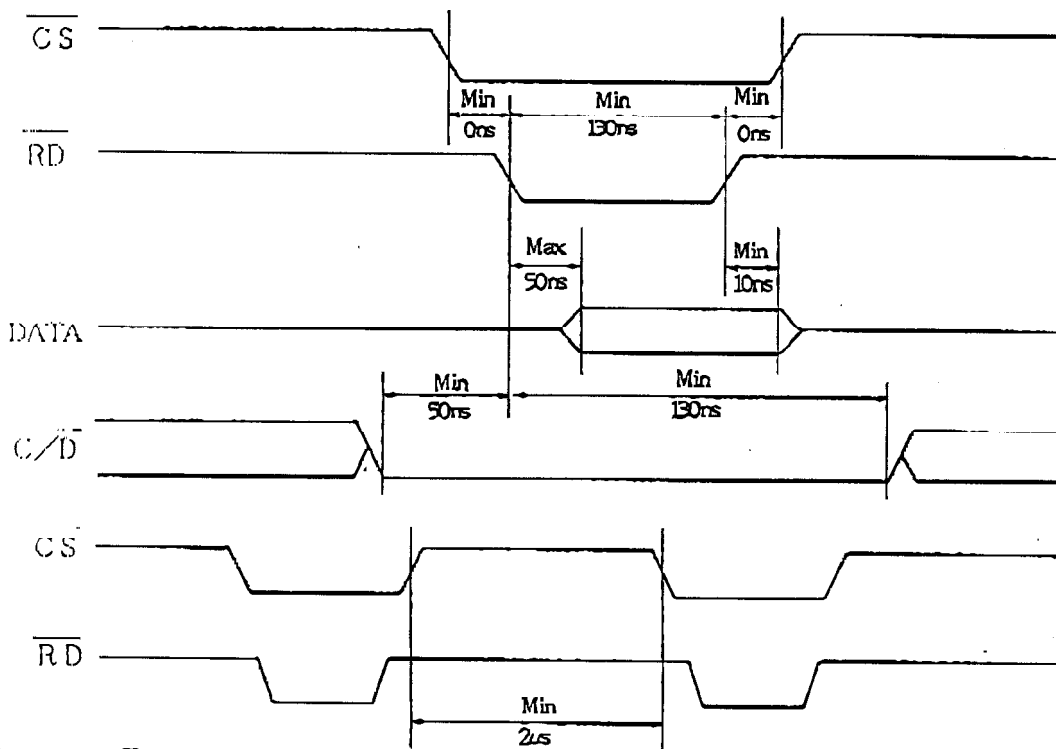 CS
Min Min Min
0ns 130ns 0ns
RD
Max Min
50ns 10ns
DATA
Min Min
50ns 130ns
C/D
CS
RD
Min
2us